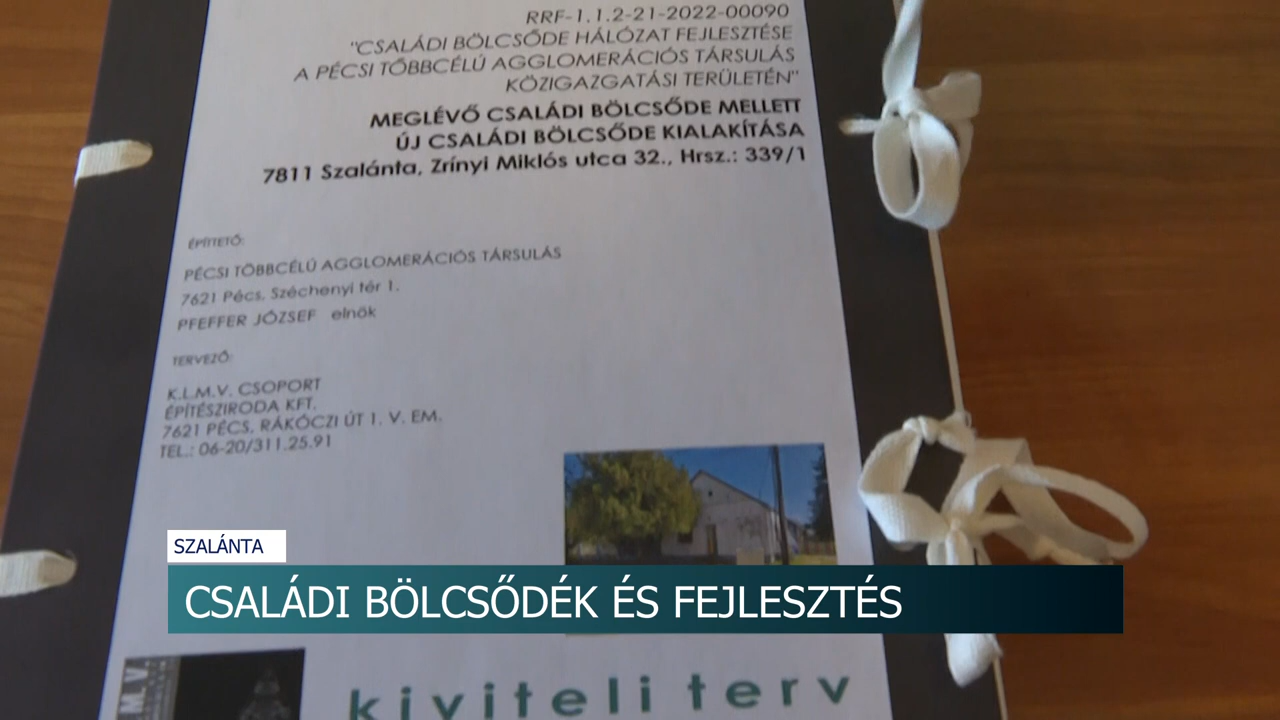 RRF-1.1.2-21-2022-00090
"CSALÁDI BÖLCSŐDE HÁLÓZAT FEJLESZTÉSE
A PÉCSI TÖBBCÉLÚ AGGLOMERÁCIÓS TÁRSULÁS
KÖZIGAZGATÁSI TERÜLETÉN"
MEGLÉVŐ CSALÁDI BÖLCSŐDE MELLETT
ÚJ CSALÁDI BÖLCSŐDE KIALAKÍTÁSA
7811 Szalánta, Zrínyi Miklós utca 32., Hrsz.: 339/1
ÉPÍTTETŐ:
PÉCSI TÖBBCÉLÚ AGGLOMERÁCIÓS TÁRSULÁS
7621 Pécs, Széchenyi tér 1.
PFEFFER JÓZSEF elnök
TERVEZŐ:
K.L.M.V. CSOPORT
ÉPÍTÉSZIRODA KFT.
7621 PÉCS, RÁKÓCZI ÚT 1. V. EM.
TEL.: 06-20/311.25.91
SZALÁNTA
CSALÁDI BÖLCSŐDÉK ÉS FEJLESZTÉS
M.V.
kiviteli terv